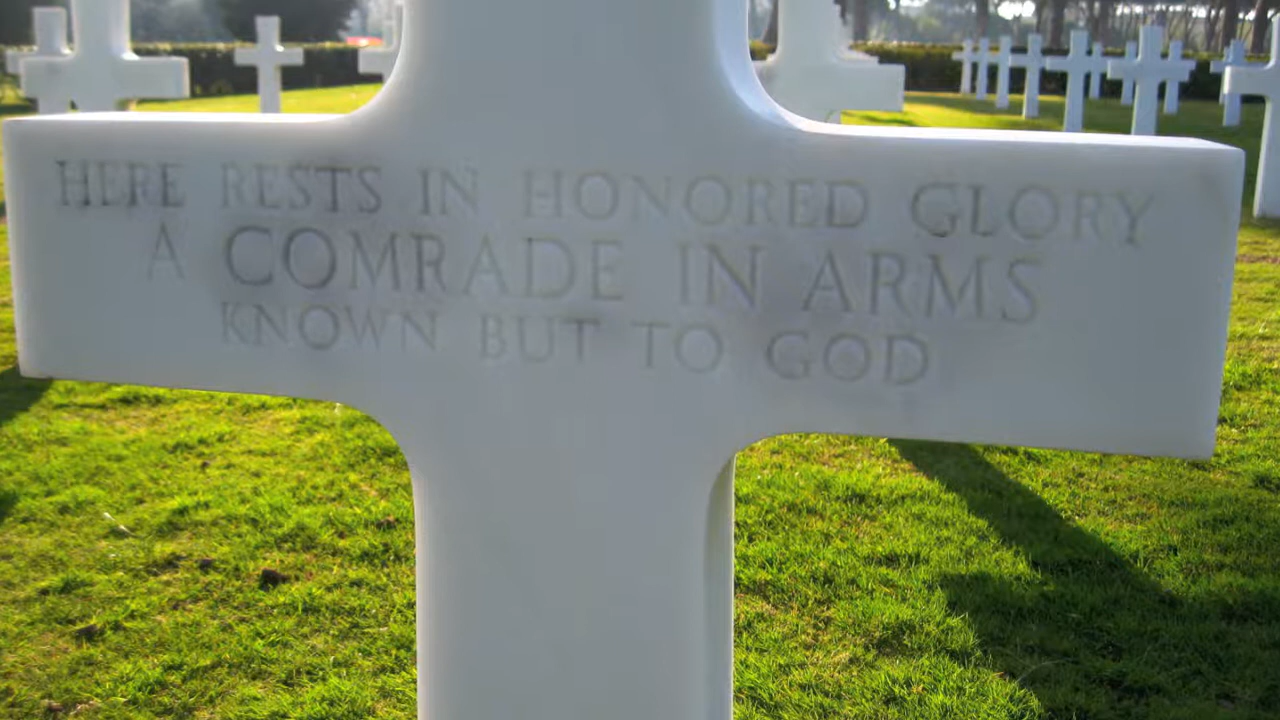 HERE RESTS IN HONORED GLORY
A COMRADE IN ARMS
KNOWN BUT TO GOD